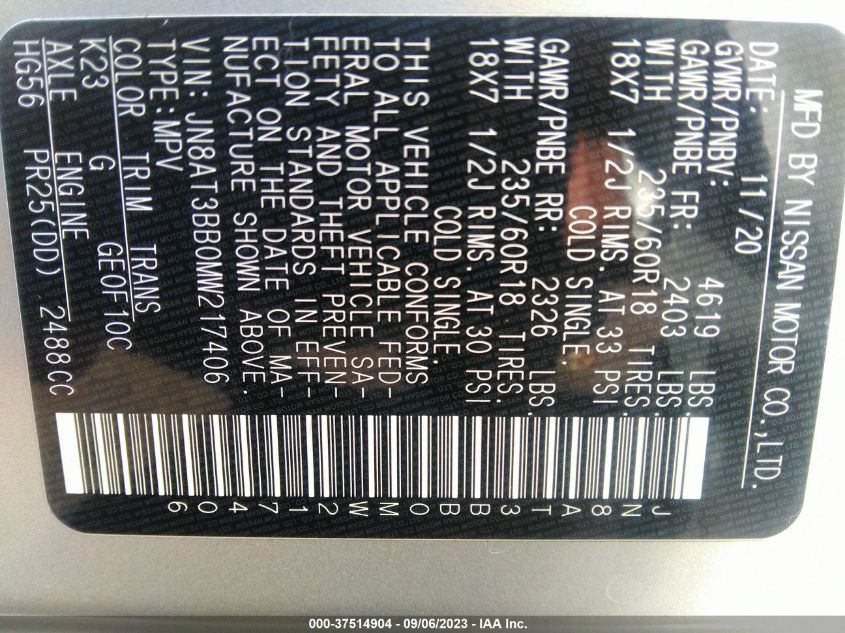 MFD BY NISSAN MOTOR CO.,LTD.
DATE: 11/20
GVWR/PNBV: 4619 LBS.
GAWR/PNBE FR: 2403 LBS.
WITH 235/60R18 TIRES.
18X7 1/2J RIMS. AT 33 PSI
COLD SINGLE.
GAWR/PNBE RR: 2326 LBS.
WITH 235/60R18 TIRES.
18X7 1/2J RIMS. AT 30 PSI
COLD SINGLE.
THIS VEHICLE CONFORMS
TO ALL APPLICABLE FED-
ERAL MOTOR VEHICLE SA-
FETY AND THEFT PREVEN-
TION STANDARDS IN EFF-
ECT ON THE DATE OF MA-
NUFACTURE SHOWN ABOVE.
VIN: JN8AT3BB0MW217406
TYPE: MPV
COLOR TRIM TRANS
K23 G GE0F10C
AXLE ENGINE
HG56 PR25(DD) 2488CC
JN8AT3BB0MW217406
000-37514904 - 09/06/2023 - IAA Inc.